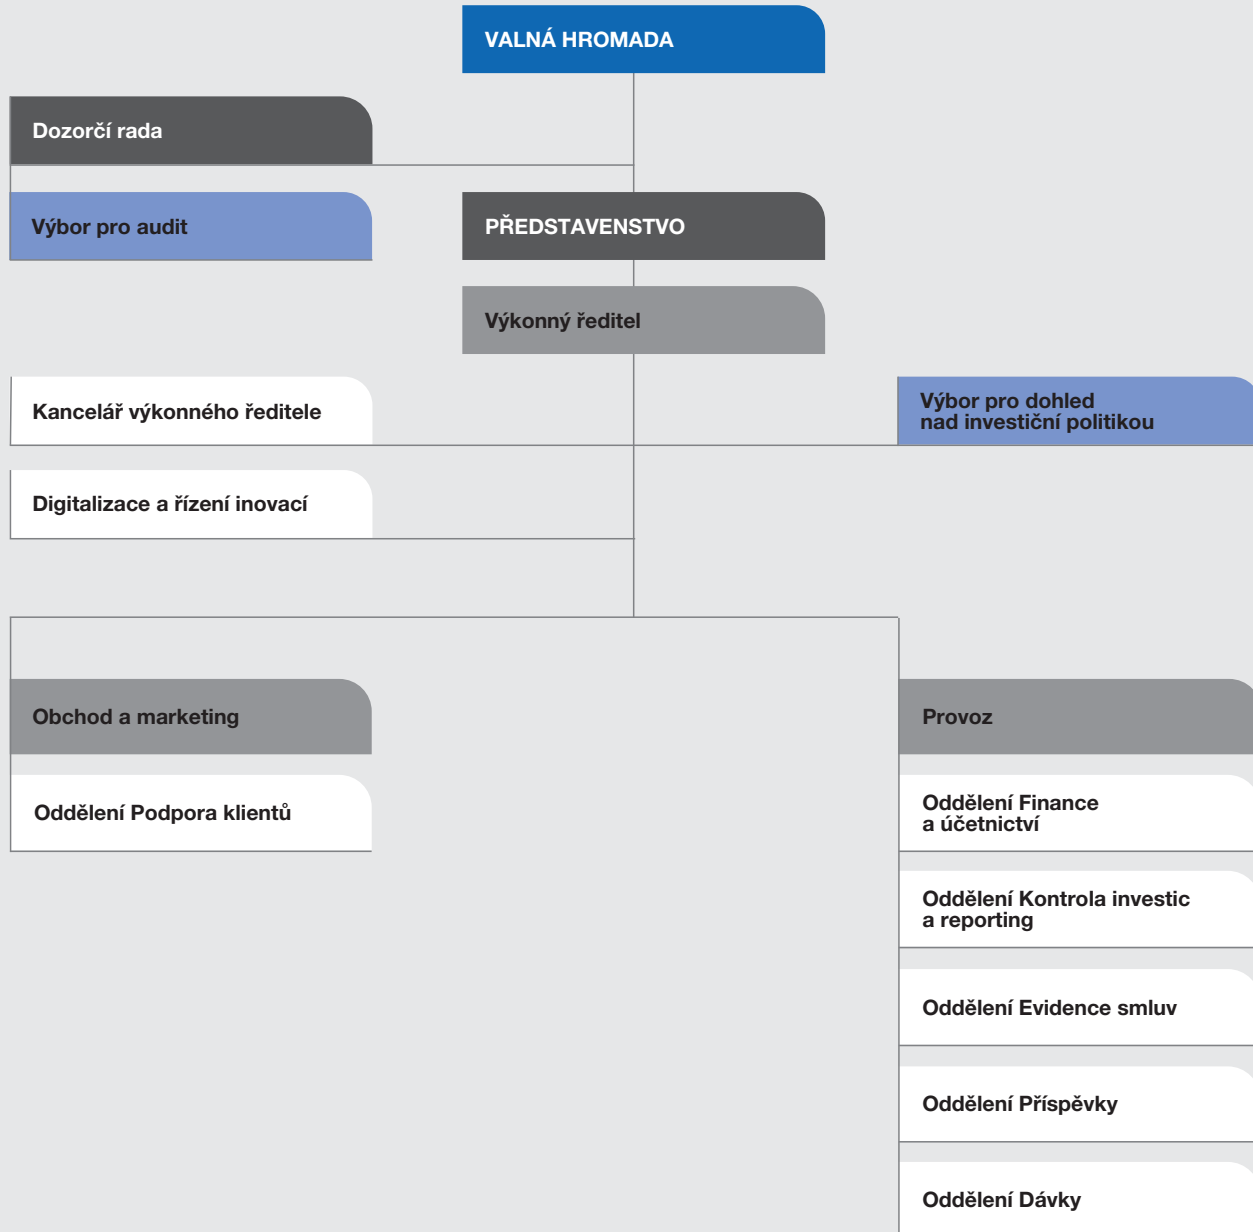 VALNÁ HROMADA
Dozorčí rada
Výbor pro audit
PŘEDSTAVENSTVO
Výkonný ředitel
Kancelář výkonného ředitele
Výbor pro dohled
nad investiční politikou
Digitalizace a řízení inovací
Obchod a marketing
Provoz
Oddělení Podpora klientů
Oddělení Finance
a účetnictví
Oddělení Kontrola investic
a reporting
Oddělení Evidence smluv
Oddělení Příspěvky
Oddělení Dávky